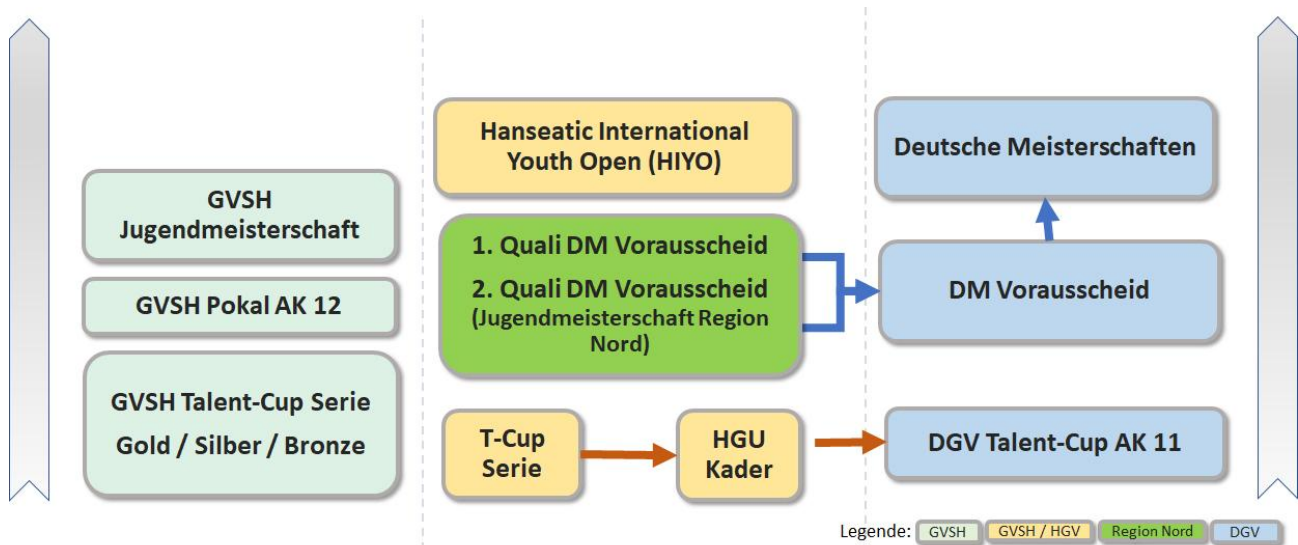 GVSH
Jugendmeisterschaft
GVSH Pokal AK 12
GVSH Talent-Cup Serie
Gold / Silber / Bronze
Hanseatic International
Youth Open (HIYO)
1. Quali DM Vorausscheid
2. Quali DM Vorausscheid
(Jugendmeisterschaft Region
Nord)
T-Cup
Serie
HGU
Kader
Deutsche Meisterschaften
DM Vorausscheid
DGV Talent-Cup AK 11
Legende: GVSH GVSH / HGV Region Nord DGV